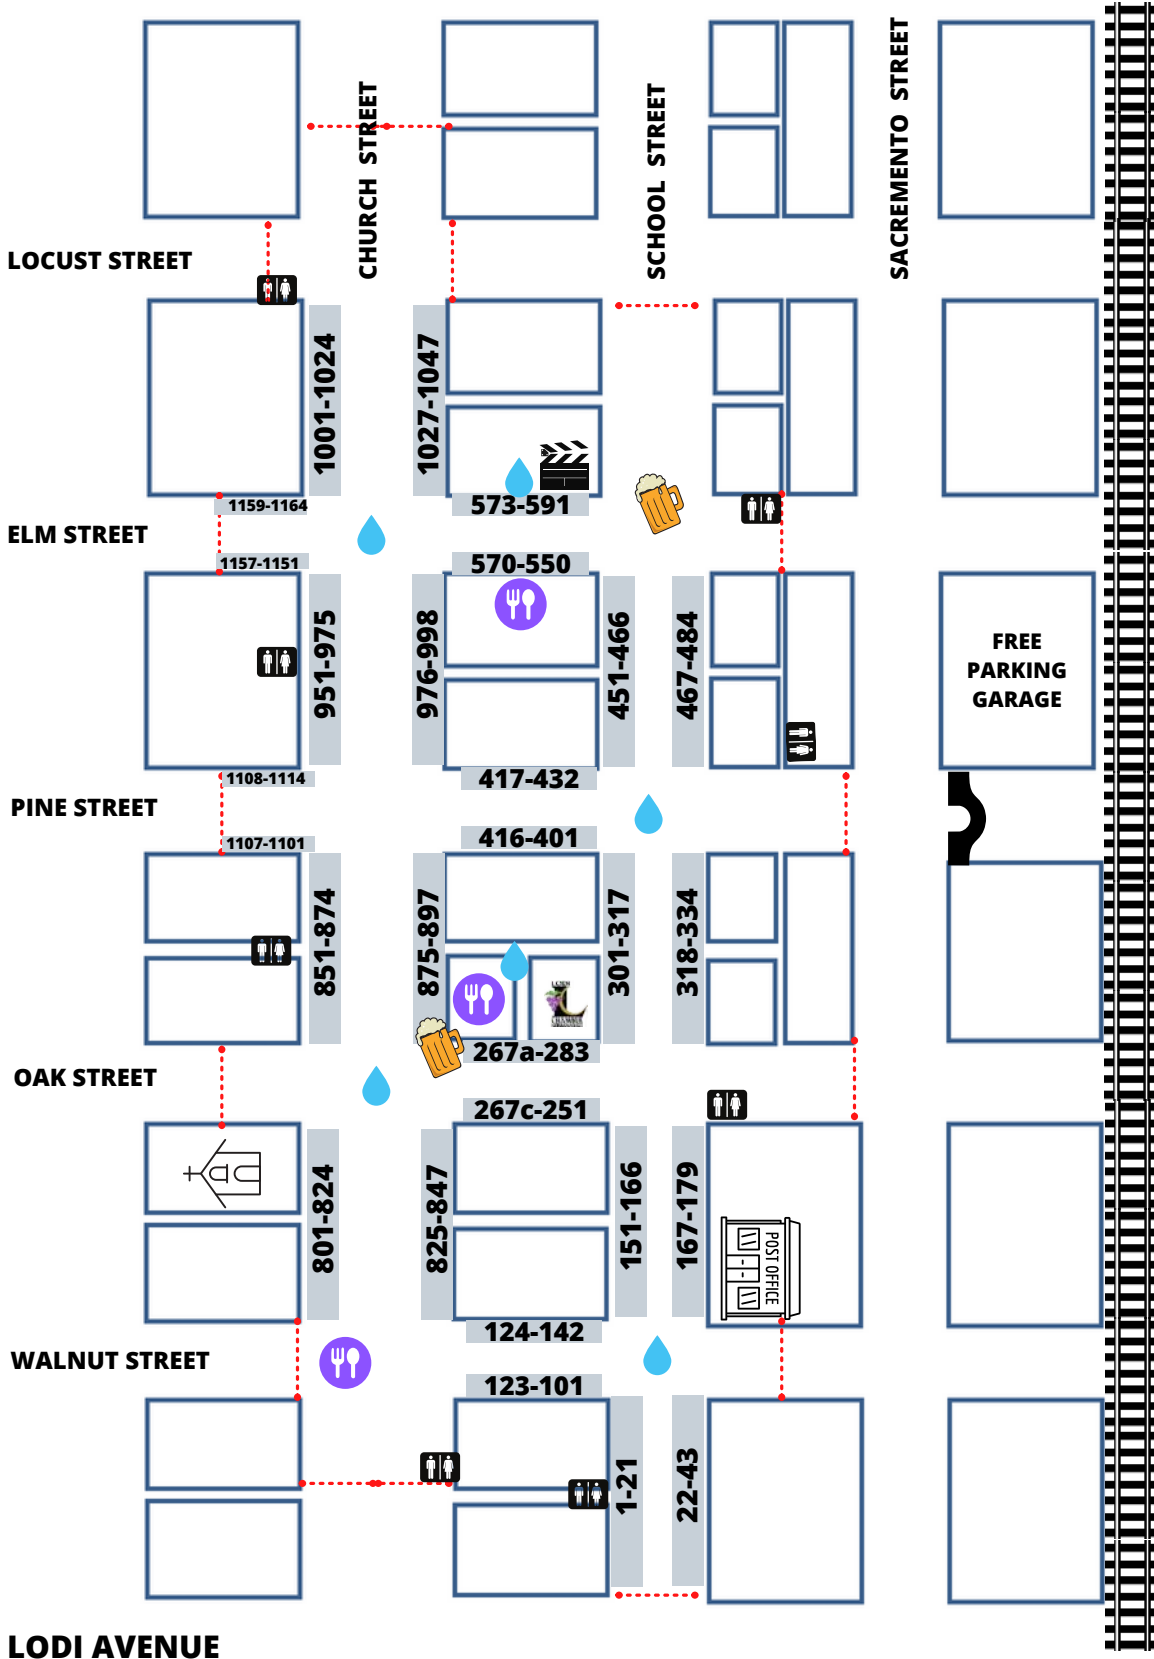 CHURCH STREET
SCHOOL STREET
SACREMENTO STREET
LOCUST STREET
1001-1024
1027-1047
573-591
1159-1164
ELM STREET
1157-1151
570-550
951-975
976-998
451-466
467-484
FREE
PARKING
GARAGE
1108-1114
417-432
PINE STREET
1107-1101
416-401
851-874
875-897
301-317
318-334
L
267a-283
OAK STREET
267c-251
801-824
825-847
151-166
167-179
POST OFFICE
124-142
WALNUT STREET
123-101
1-21
22-43
LODI AVENUE